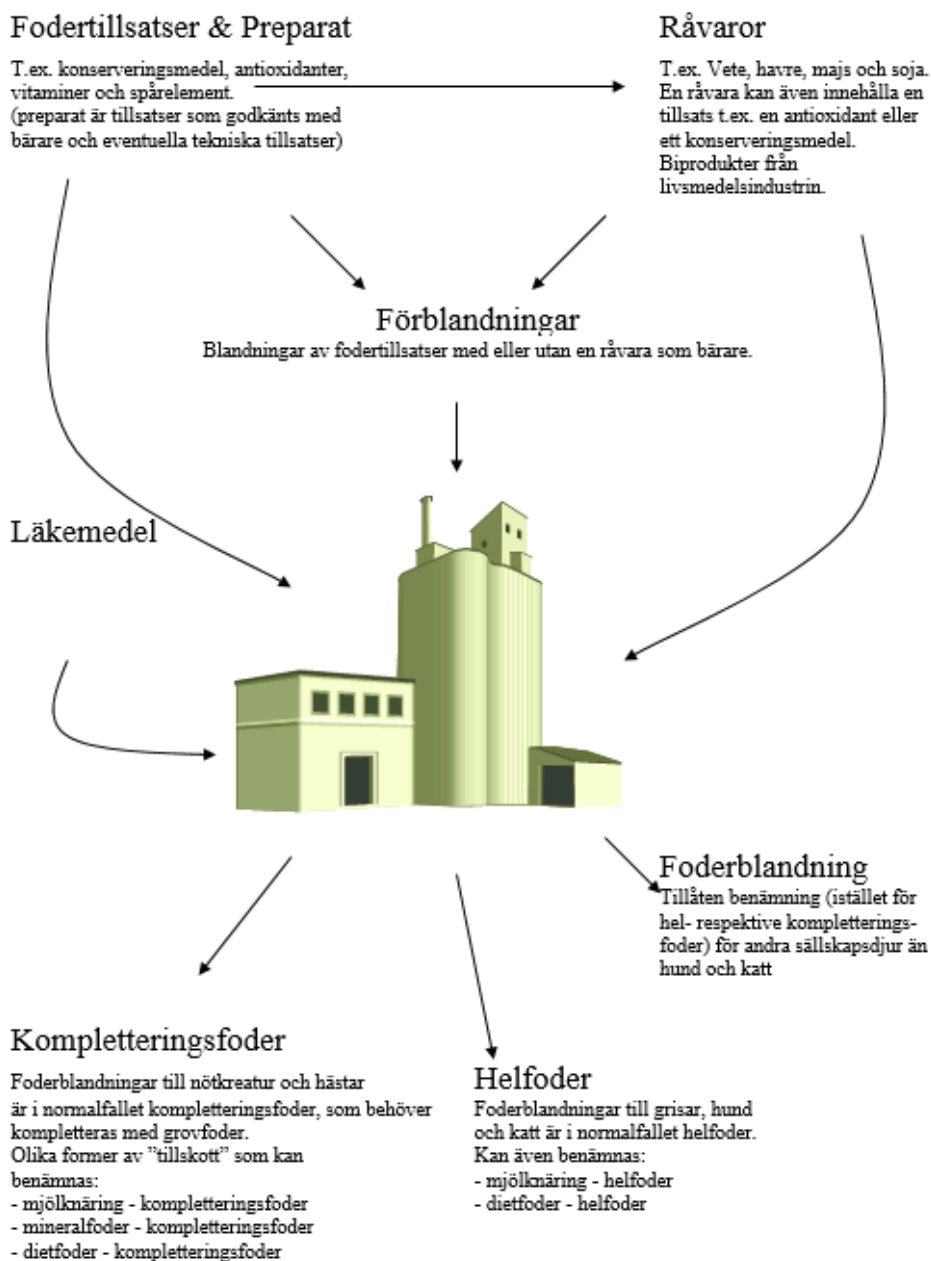 Fodertillsatser & Preparat
T.ex. konserveringsmedel, antioxidanter,
vitaminer och spårelement.
(preparat är tillsatser som godkänts med
bärare och eventuella tekniska tillsatser)
Råvaror
T.ex. Vete, havre, majs och soja.
En råvara kan även innehålla en
tillsats t.ex. en antioxidant eller
ett konserveringsmedel.
Biprodukter från
livsmedelsindustrin.
Förblandningar
Blandningar av fodertillsatser med eller utan en råvara som bärare.
Läkemedel
Foderblandning
Tillåten benämning (istället för
hel- respektive kompletterings-
foder) för andra sällskapsdjur än
hund och katt
Kompletteringsfoder
Foderblandningar till nötkreatur och hästar
är i normalfallet kompletteringsfoder, som behöver
kompletteras med grovfoder.
Olika former av ”tillskott” som kan
benämnas:
- mjölknäring - kompletteringsfoder
- mineralfoder - kompletteringsfoder
- dietfoder - kompletteringsfoder
Helfoder
Foderblandningar till grisar, hund
och katt är i normalfallet helfoder.
Kan även benämnas:
- mjölknäring - helfoder
- dietfoder - helfoder